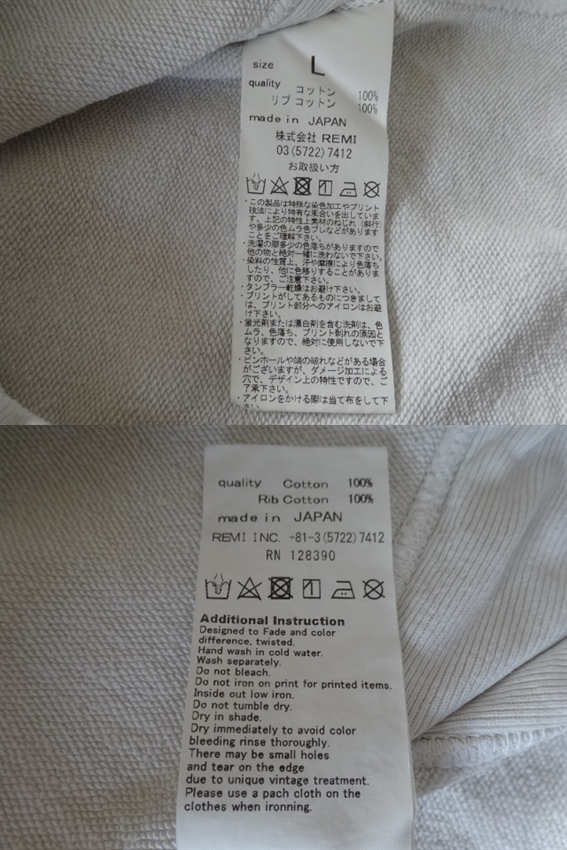 size L
quality コットン 100%
リブ コットン 100%
made in JAPAN
株式会社 REMI
03(5722)7412
お取扱い方
・この製品は特殊な染色加工やプリント
技法により特有な風合いを出していま
す。上記の特性上素材のねじれ(斜行)
や多少の色ムラ色ブレなどがあります
ことをご理解下さい。
・洗濯の際多少の色落ちがありますので
他の物と絶対一緒に洗わないで下さい。
・染料の性質上、汗や摩擦により色落ち
したり、他に色移りすることがありま
すので、ご注意下さい。
・タンブラー乾燥はお避け下さい。
・プリントがしてあるものにつきまして
は、プリント部分へのアイロンはお避
け下さい。
・蛍光剤または漂白剤を含む洗剤は、色
ムラ、色落ち、プリント剥れの原因と
なりますので、絶対に使用しないで下
さい。
・ピンホールや端の破れなどがある場合
がございますが、ダメージ加工による
穴で、デザイン上の特性ですので、ご
了承下さい。
・アイロンをかける際は当て布をして下
さい。
quality Cotton 100%
Rib Cotton 100%
made in JAPAN
REMI INC. +81-3(5722)7412
RN 128390
Additional Instruction
Designed to Fade and color
difference, twisted.
Hand wash in cold water.
Wash separately.
Do not bleach.
Do not iron on print for printed items.
Inside out low iron.
Do not tumble dry.
Dry in shade.
Dry immediately to avoid color
bleeding rinse thoroughly.
There may be small holes
and tear on the edge
due to unique vintage treatment.
Please use a pach cloth on the
clothes when ironning.